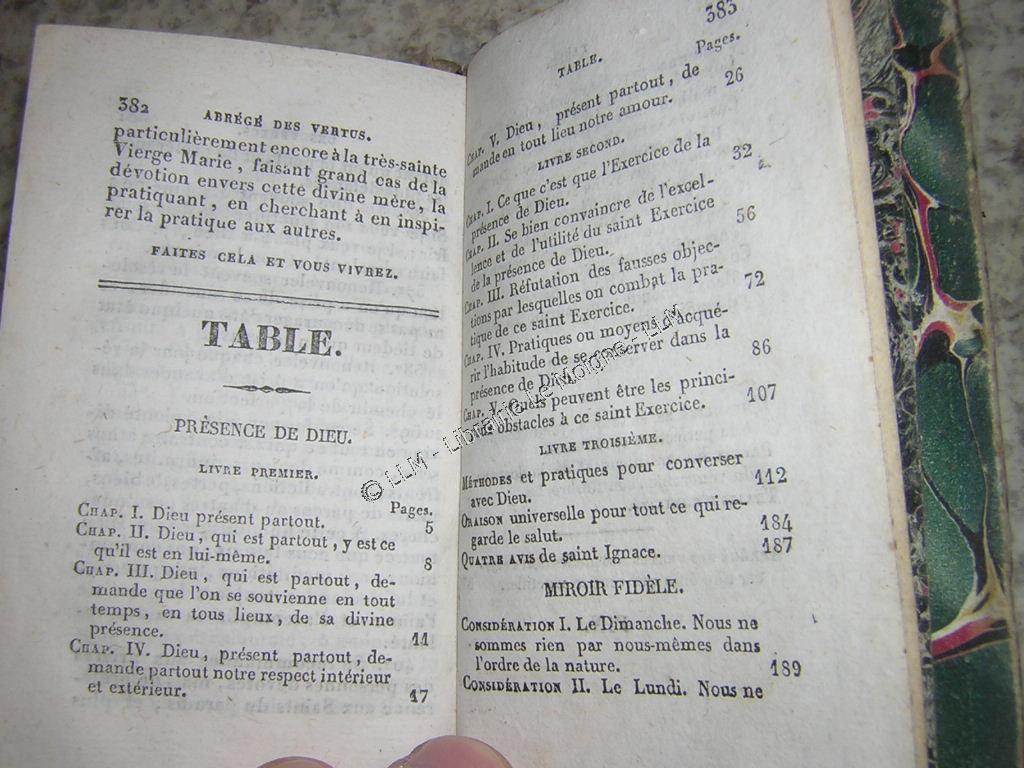 382 ABRÉGÉ DES VERTUS.
particulièrement encore à la très-sainte
Vierge Marie, faisant grand cas de la
dévotion envers cette divine mère, la
pratiquant, en cherchant à en inspi-
rer la pratique aux autres.
FAITES CELA ET VOUS VIVREZ.
TABLE.
PRÉSENCE DE DIEU.
LIVRE PREMIER.
Pages.
CHAP. I. Dieu présent partout. 5
CHAP. II. Dieu, qui est partout, y est ce
qu'il est en lui-même. 8
CHAP. III. Dieu, qui est partout, de-
mande que l'on se souvienne en tout
temps, en tous lieux, de sa divine
présence. 11
CHAP. IV. Dieu, présent partout, de-
mande partout notre respect intérieur
et extérieur. 17
TABLE. 383
Pages.
CHAP. V. Dieu, présent partout, de
mande en tout lieu notre amour. 26
LIVRE SECOND.
CHAP. I. Ce que c'est que l'Exercice de la
présence de Dieu. 32
CHAP. II. Se bien convaincre de l'excel-
lence et de l'utilité du saint Exercice
de la présence de Dieu. 56
CHAP. III. Réfutation des fausses objec-
tions par lesquelles on combat la pra-
tique de ce saint Exercice. 72
CHAP. IV. Pratiques ou moyens d'acqué-
rir l'habitude de se conserver dans la
présence de Dieu. 86
CHAP. V. Quels peuvent être les princi-
obstacles à ce saint Exercice. 107
LIVRE TROISIÈME.
MÉTHODES et pratiques pour converser
avec Dieu. 112
ORAISON universelle pour tout ce qui re-
garde le salut. 184
QUATRE AVIS de saint Ignace. 187
MIROIR FIDÈLE.
CONSIDÉRATION I. Le Dimanche. Nous ne
sommes rien par nous-mêmes dans
l'ordre de la nature. 189
CONSIDÉRATION II. Le Lundi. Nous ne
© LLM - Librairie Le Moigne - LLM